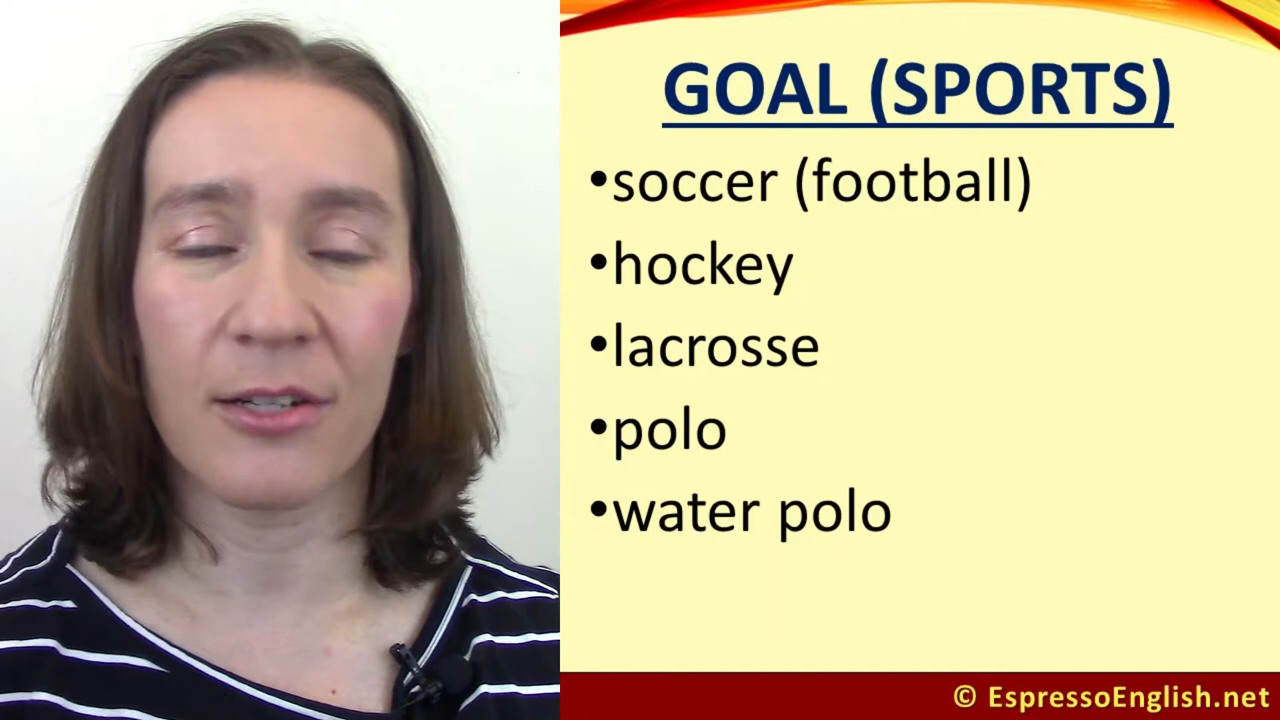 GOAL (SPORTS)
•soccer (football)
•hockey
•lacrosse
•polo
•water polo
© EspressoEnglish.net